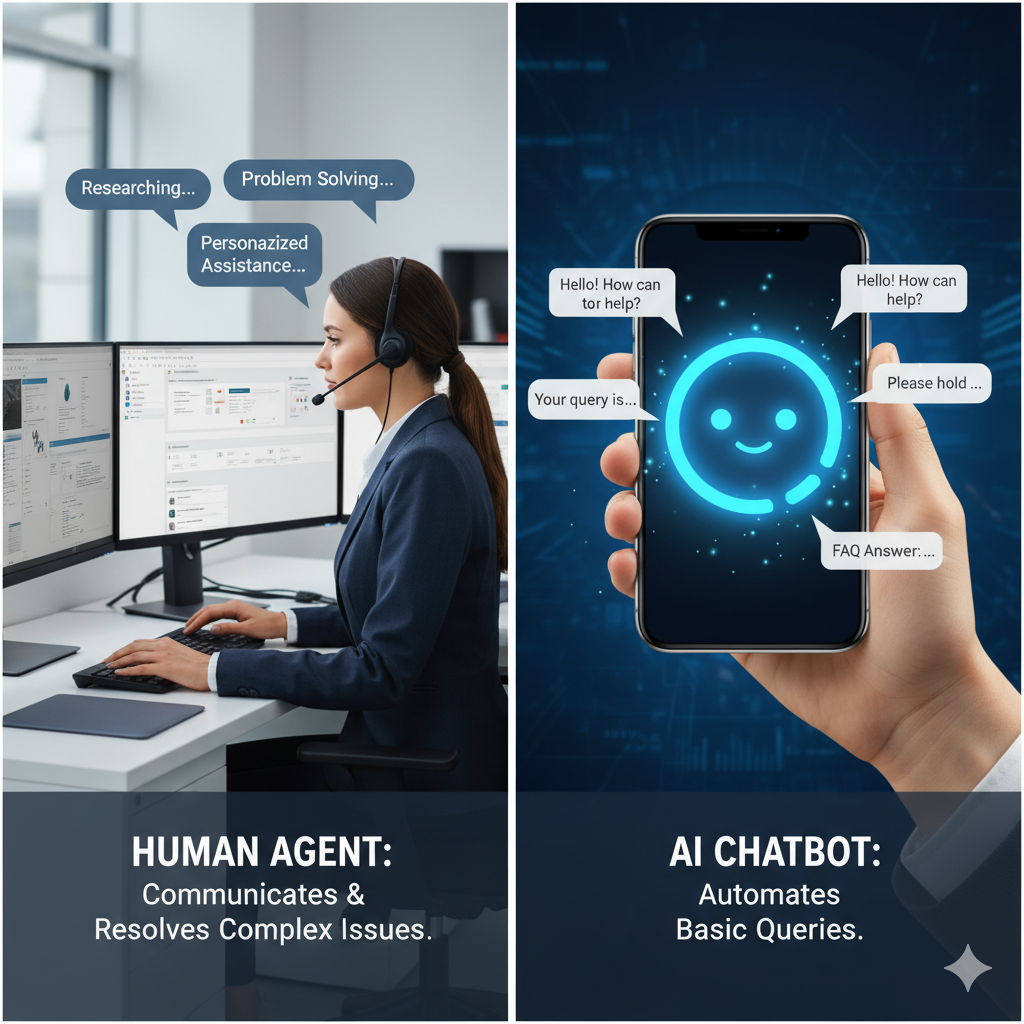 Researching...
Problem Solving...
Personazized
Assistance...
HUMAN AGENT:
Communicates &
Resolves Complex Issues.
Hello! How can
tor help?
Hello! How can
help?
Your query is...
Please hold ...
FAQ Answer: ...
AI CHATBOT:
Automates
Basic Queries.